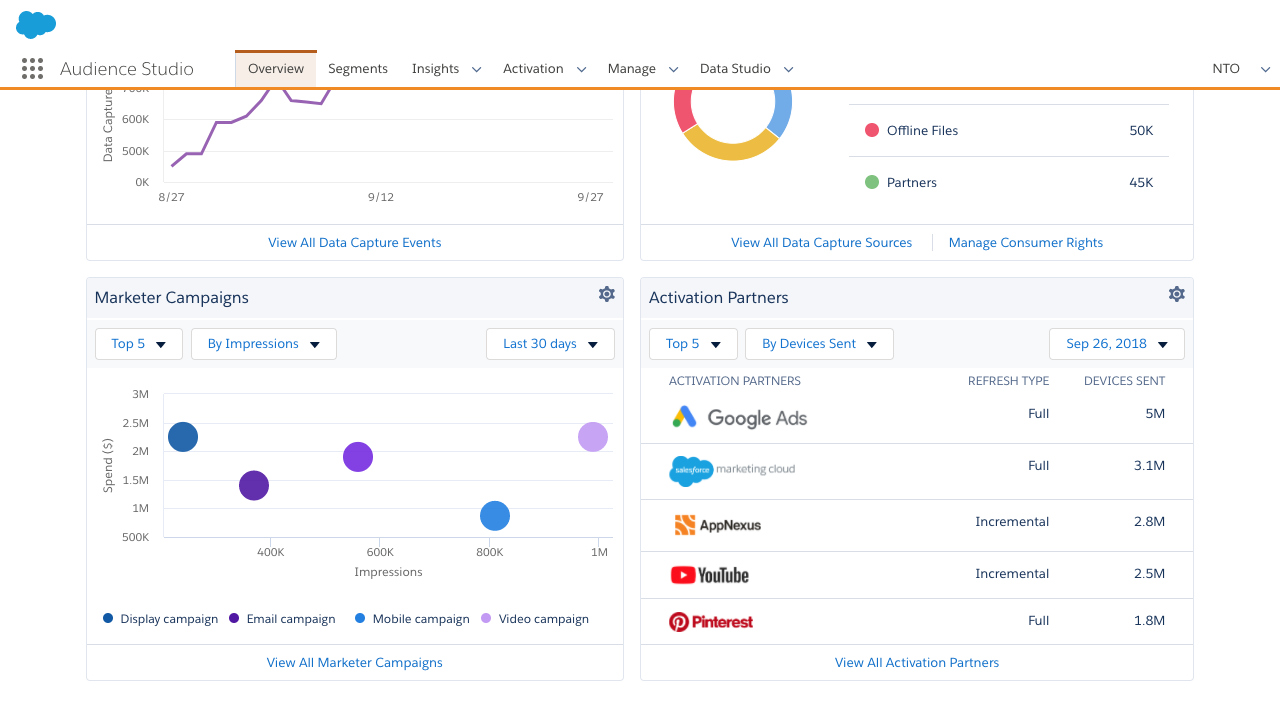 Audience Studio
Overview
Segments
Insights
Activation
Manage
Data Studio
NTO
Data Capture
600K
500K
0K
8/27
9/12
9/27
View All Data Capture Events
Offline Files 50K
Partners 45K
View All Data Capture Sources
Manage Consumer Rights
Marketer Campaigns
Top 5
By Impressions
Last 30 days
Spend ($)
3M
2.5M
2M
1.5M
1M
500K
400K
600K
800K
1M
Impressions
Display campaign
Email campaign
Mobile campaign
Video campaign
View All Marketer Campaigns
Activation Partners
Top 5
By Devices Sent
Sep 26, 2018
ACTIVATION PARTNERS REFRESH TYPE DEVICES SENT
Google Ads Full 5M
salesforce marketing cloud Full 3.1M
AppNexus Incremental 2.8M
YouTube Incremental 2.5M
Pinterest Full 1.8M
View All Activation Partners